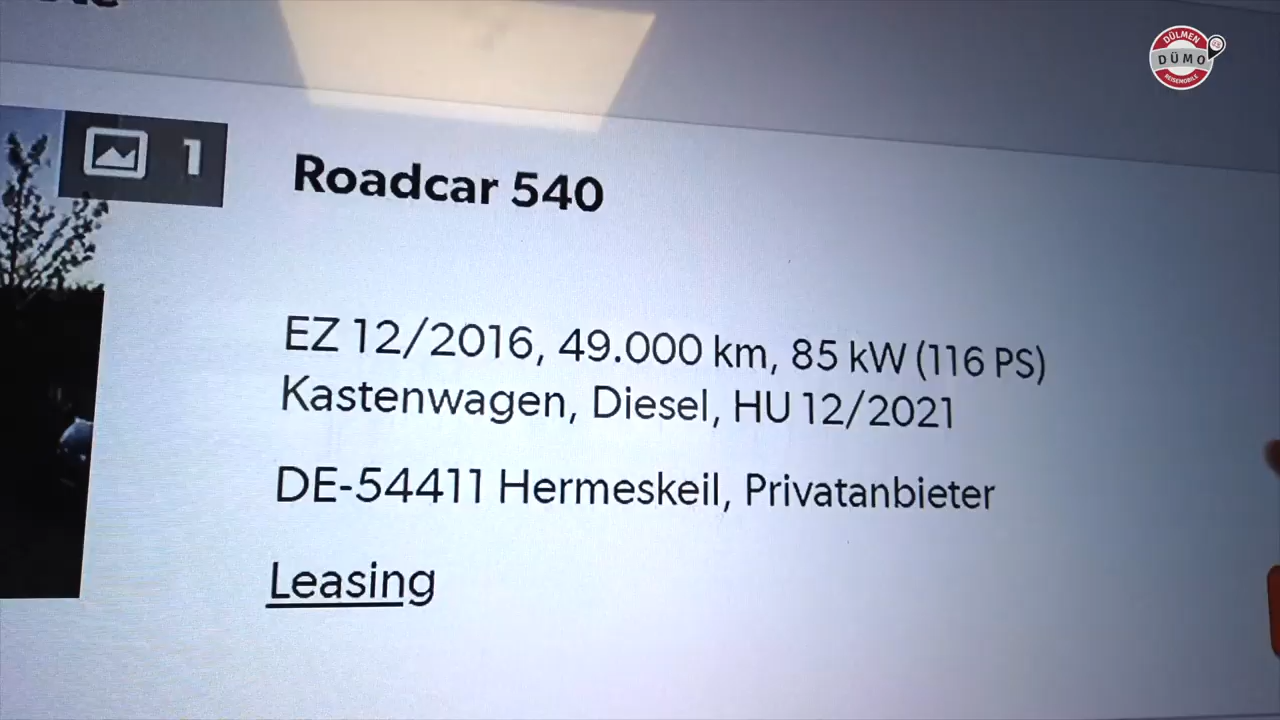 DÜLMEN
DÜMO
REISEMOBILE
1
Roadcar 540
EZ 12/2016, 49.000 km, 85 kW (116 PS)
Kastenwagen, Diesel, HU 12/2021
DE-54411 Hermeskeil, Privatanbieter
Leasing